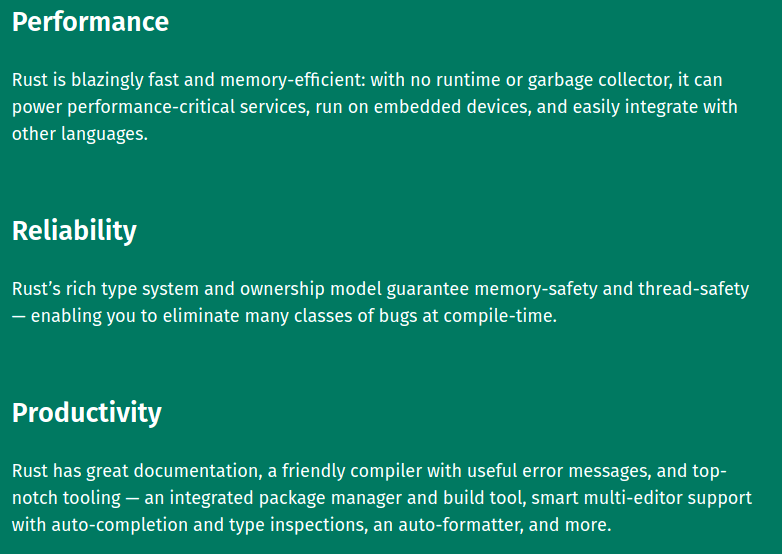 Performance
Rust is blazingly fast and memory-efficient: with no runtime or garbage collector, it can
power performance-critical services, run on embedded devices, and easily integrate with
other languages.
Reliability
Rust’s rich type system and ownership model guarantee memory-safety and thread-safety
— enabling you to eliminate many classes of bugs at compile-time.
Productivity
Rust has great documentation, a friendly compiler with useful error messages, and top-
notch tooling — an integrated package manager and build tool, smart multi-editor support
with auto-completion and type inspections, an auto-formatter, and more.